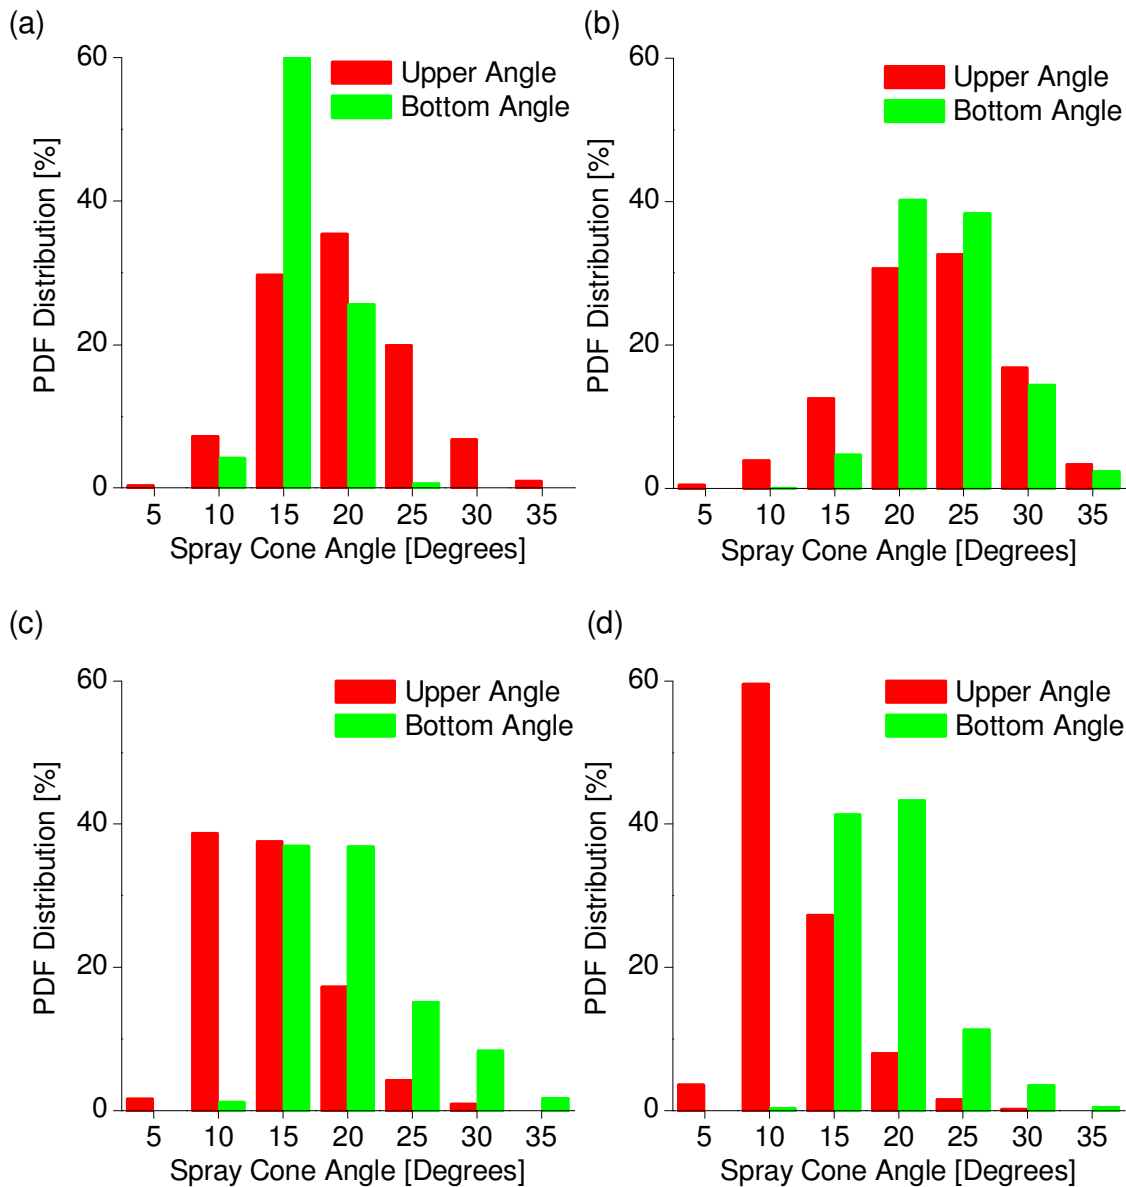 (a)
60
40
20
0
PDF Distribution [%]
Upper Angle
Bottom Angle
5 10 15 20 25 30 35
Spray Cone Angle [Degrees]
(b)
60
40
20
0
PDF Distribution [%]
Upper Angle
Bottom Angle
5 10 15 20 25 30 35
Spray Cone Angle [Degrees]
(c)
60
40
20
0
PDF Distribution [%]
Upper Angle
Bottom Angle
5 10 15 20 25 30 35
Spray Cone Angle [Degrees]
(d)
60
40
20
0
PDF Distribution [%]
Upper Angle
Bottom Angle
5 10 15 20 25 30 35
Spray Cone Angle [Degrees]